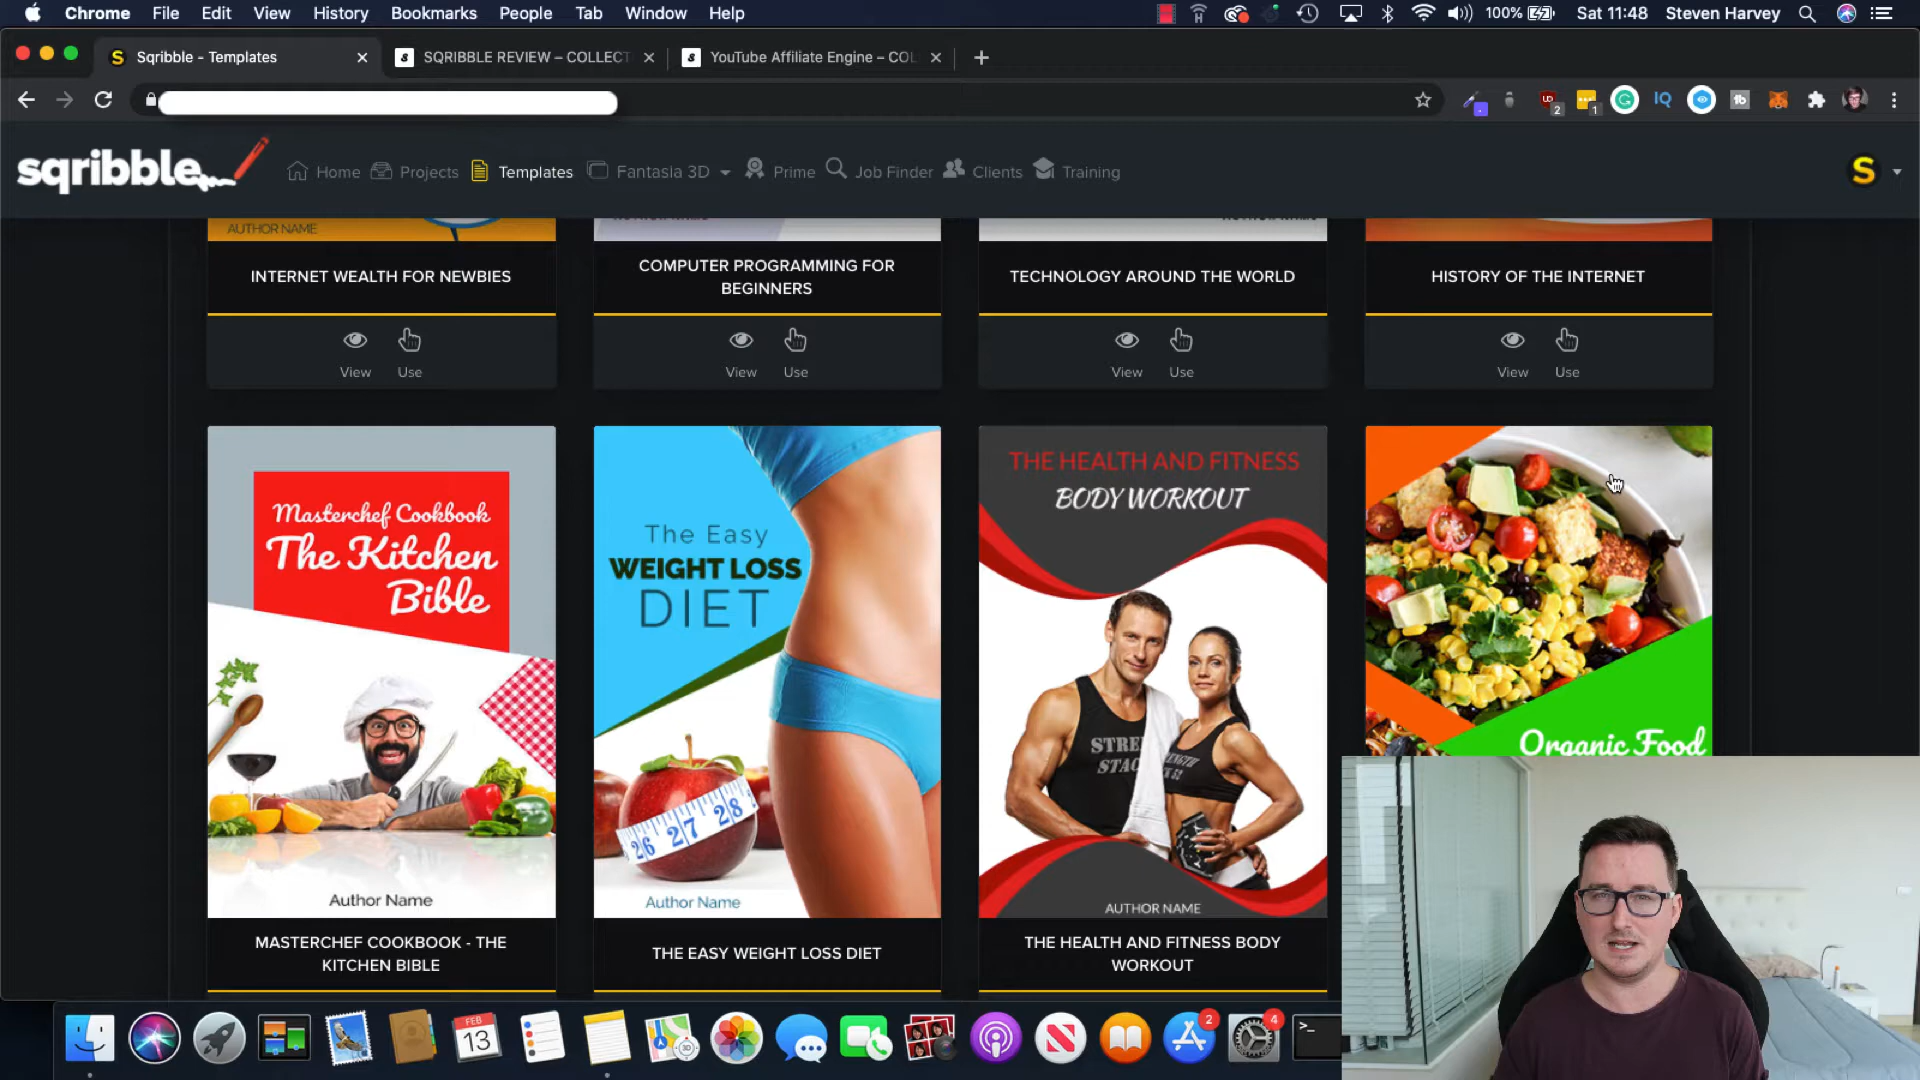 Chrome File Edit View History Bookmarks People Tab Window Help 100% Sat 11:48 Steven Harvey
Sqribble - Templates SQRIBBLE REVIEW – COLLECT YouTube Affiliate Engine – COL
sqribble Home Projects Templates Fantasia 3D Prime Job Finder Clients Training S
AUTHOR NAME
INTERNET WEALTH FOR NEWBIES
COMPUTER PROGRAMMING FOR
BEGINNERS
TECHNOLOGY AROUND THE WORLD
HISTORY OF THE INTERNET
View Use View Use View Use View Use
Masterchef Cookbook
The Kitchen
Bible
Author Name
The Easy
WEIGHT LOSS
DIET
26 27 28
Author Name
THE HEALTH AND FITNESS
BODY WORKOUT
AUTHOR NAME
Organic Food
MASTERCHEF COOKBOOK - THE
KITCHEN BIBLE
THE EASY WEIGHT LOSS DIET
THE HEALTH AND FITNESS BODY
WORKOUT
FEB
13
2
4